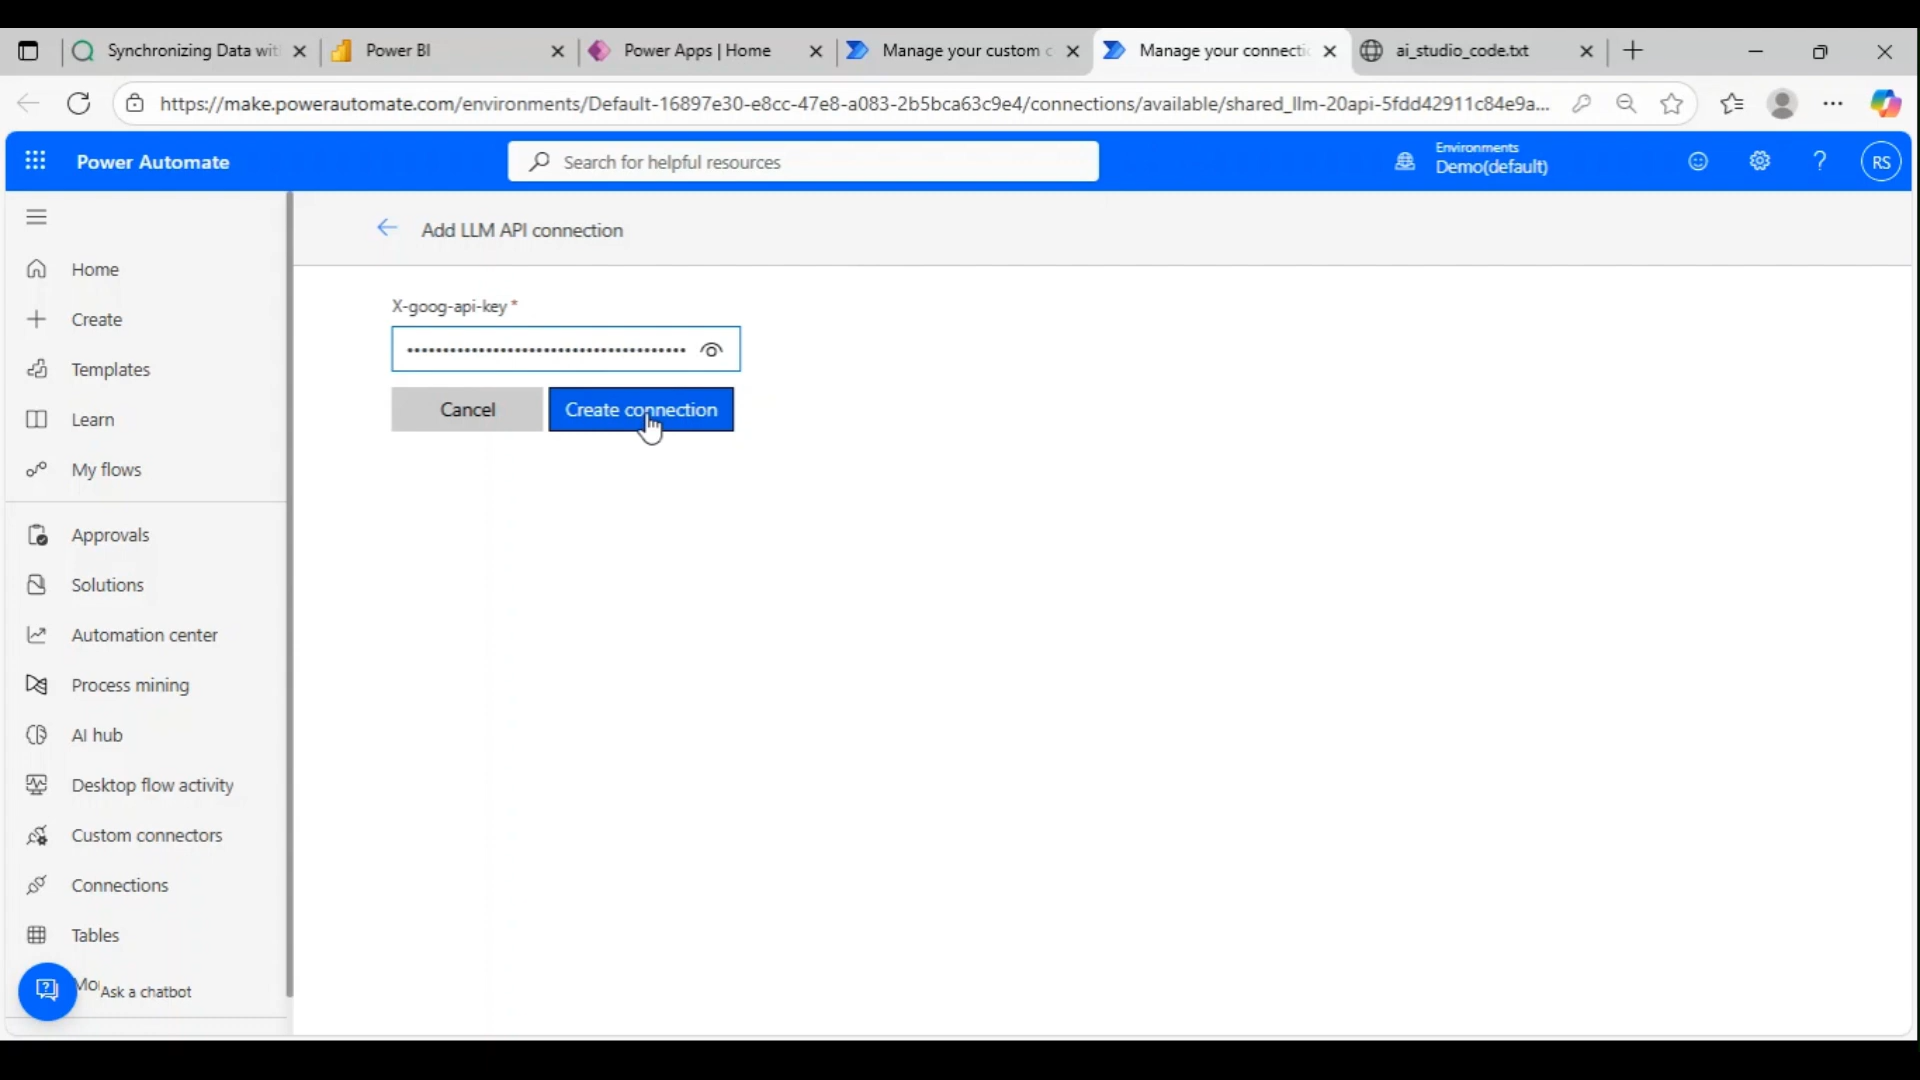 Synchronizing Data wit
Power BI
Power Apps | Home
Manage your custom c
Manage your connectic
ai_studio_code.txt
https://make.powerautomate.com/environments/Default-16897e30-e8cc-47e8-a083-2b5bca63c9e4/connections/available/shared_llm-20api-5fdd42911c84e9a...
Power Automate
Search for helpful resources
Environments
Demo(default)
RS
Add LLM API connection
Home
Create
Templates
Learn
My flows
Approvals
Solutions
Automation center
Process mining
AI hub
Desktop flow activity
Custom connectors
Connections
Tables
Mo
Ask a chatbot
X-goog-api-key *
••••••••••••••••••••••••••••••••••••••• 
Cancel
Create connection